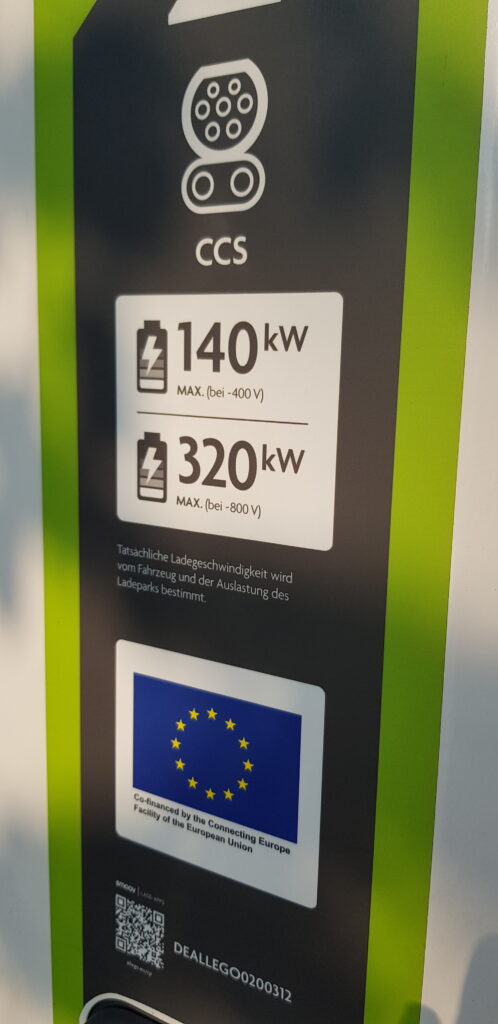 CCS
140 kW
MAX. (bei ~400 V)
320 kW
MAX. (bei ~800 V)
Tatsächliche Ladegeschwindigkeit wird
vom Fahrzeug und der Auslastung des
Ladeparks bestimmt.
Co-financed by the Connecting Europe
Facility of the European Union
smoov
DEALLEGO0200312